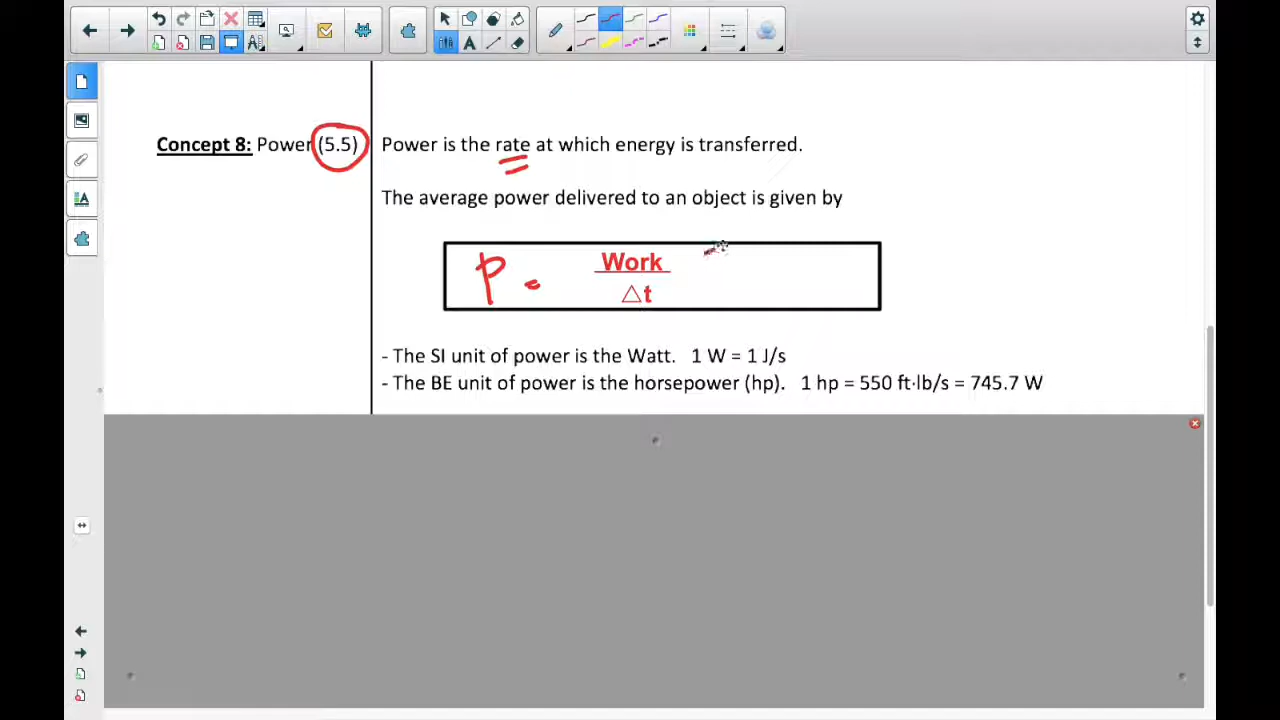 Concept 8: Power (5.5)
Power is the rate at which energy is transferred.
The average power delivered to an object is given by
P = Work
△t
- The SI unit of power is the Watt. 1 W = 1 J/s
- The BE unit of power is the horsepower (hp). 1 hp = 550 ft·lb/s = 745.7 W